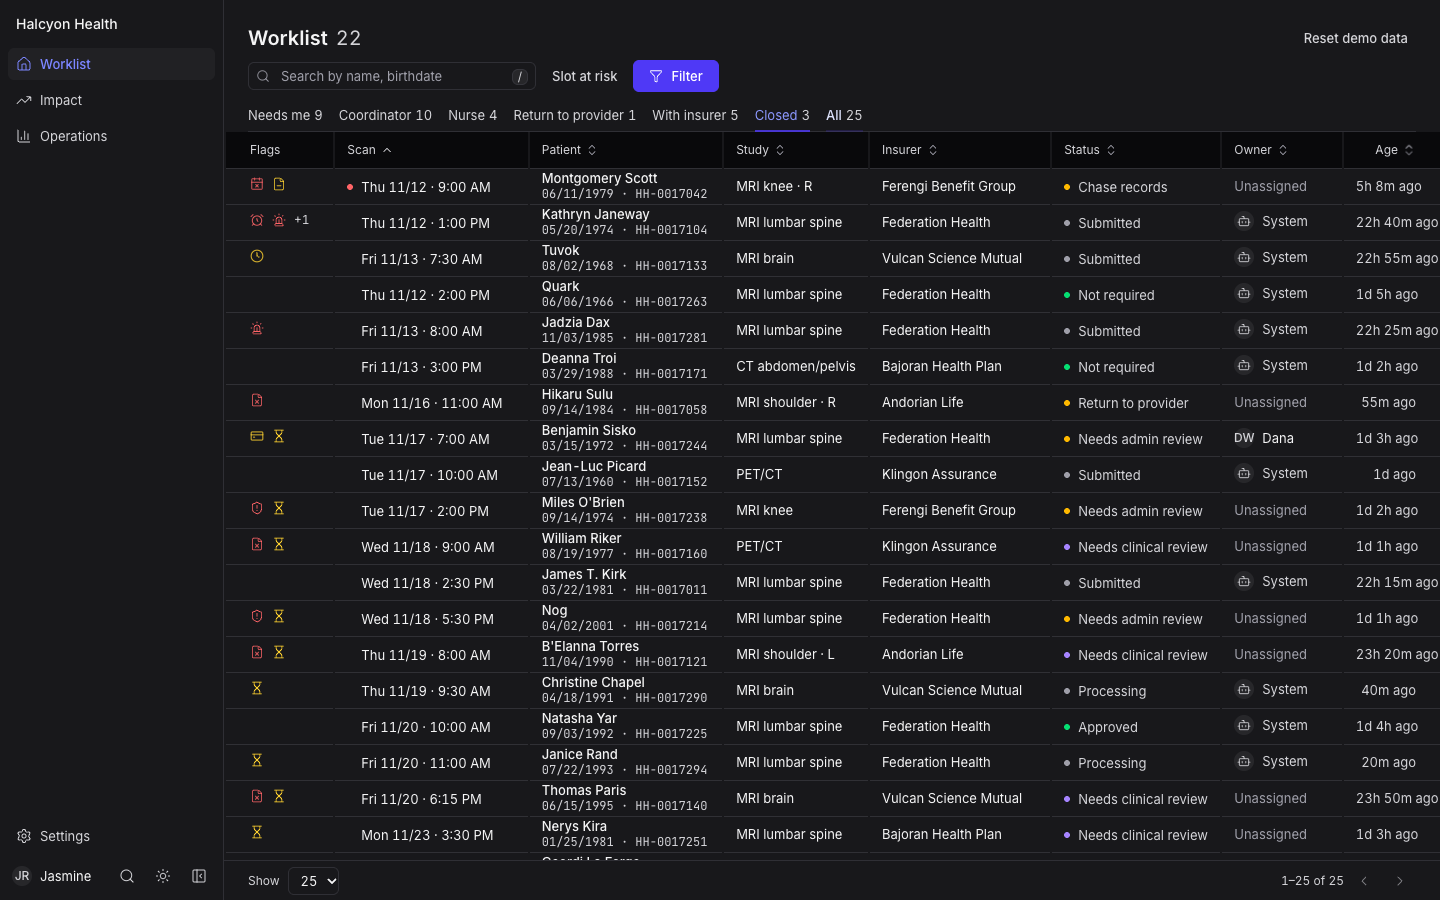 Halcyon Health
Worklist
Impact
Operations
Settings
JR Jasmine
Worklist 22
Reset demo data
Search by name, birthdate /
Slot at risk
Filter
Needs me 9 Coordinator 10 Nurse 4 Return to provider 1 With insurer 5 Closed 3 All 25
Flags Scan Patient Study Insurer Status Owner Age
Thu 11/12 · 9:00 AM Montgomery Scott 06/11/1979 · HH-0017042 MRI knee · R Ferengi Benefit Group Chase records Unassigned 5h 8m ago
+1 Thu 11/12 · 1:00 PM Kathryn Janeway 05/20/1974 · HH-0017104 MRI lumbar spine Federation Health Submitted System 22h 40m ago
Fri 11/13 · 7:30 AM Tuvok 08/02/1968 · HH-0017133 MRI brain Vulcan Science Mutual Submitted System 22h 55m ago
Thu 11/12 · 2:00 PM Quark 06/06/1966 · HH-0017263 MRI lumbar spine Federation Health Not required System 1d 5h ago
Fri 11/13 · 8:00 AM Jadzia Dax 11/03/1985 · HH-0017281 MRI lumbar spine Federation Health Submitted System 22h 25m ago
Fri 11/13 · 3:00 PM Deanna Troi 03/29/1988 · HH-0017171 CT abdomen/pelvis Bajoran Health Plan Not required System 1d 2h ago
Mon 11/16 · 11:00 AM Hikaru Sulu 09/14/1984 · HH-0017058 MRI shoulder · R Andorian Life Return to provider Unassigned 55m ago
Tue 11/17 · 7:00 AM Benjamin Sisko 03/15/1972 · HH-0017244 MRI lumbar spine Federation Health Needs admin review DW Dana 1d 3h ago
Tue 11/17 · 10:00 AM Jean-Luc Picard 07/13/1960 · HH-0017152 PET/CT Klingon Assurance Submitted System 1d ago
Tue 11/17 · 2:00 PM Miles O'Brien 09/14/1974 · HH-0017238 MRI knee Ferengi Benefit Group Needs admin review Unassigned 1d 2h ago
Wed 11/18 · 9:00 AM William Riker 08/19/1977 · HH-0017160 PET/CT Klingon Assurance Needs clinical review Unassigned 1d 1h ago
Wed 11/18 · 2:30 PM James T. Kirk 03/22/1981 · HH-0017011 MRI lumbar spine Federation Health Submitted System 22h 15m ago
Wed 11/18 · 5:30 PM Nog 04/02/2001 · HH-0017214 MRI lumbar spine Federation Health Needs admin review Unassigned 1d 1h ago
Thu 11/19 · 8:00 AM B'Elanna Torres 11/04/1990 · HH-0017121 MRI shoulder · L Andorian Life Needs clinical review Unassigned 23h 20m ago
Thu 11/19 · 9:30 AM Christine Chapel 04/18/1991 · HH-0017290 MRI brain Vulcan Science Mutual Processing System 40m ago
Fri 11/20 · 10:00 AM Natasha Yar 09/03/1992 · HH-0017225 MRI lumbar spine Federation Health Approved System 1d 4h ago
Fri 11/20 · 11:00 AM Janice Rand 07/22/1993 · HH-0017294 MRI lumbar spine Federation Health Processing System 20m ago
Fri 11/20 · 6:15 PM Thomas Paris 06/15/1995 · HH-0017140 MRI brain Vulcan Science Mutual Needs clinical review Unassigned 23h 50m ago
Mon 11/23 · 3:30 PM Nerys Kira 01/25/1981 · HH-0017251 MRI lumbar spine Bajoran Health Plan Needs clinical review Unassigned 1d 3h ago
Show 25
1–25 of 25